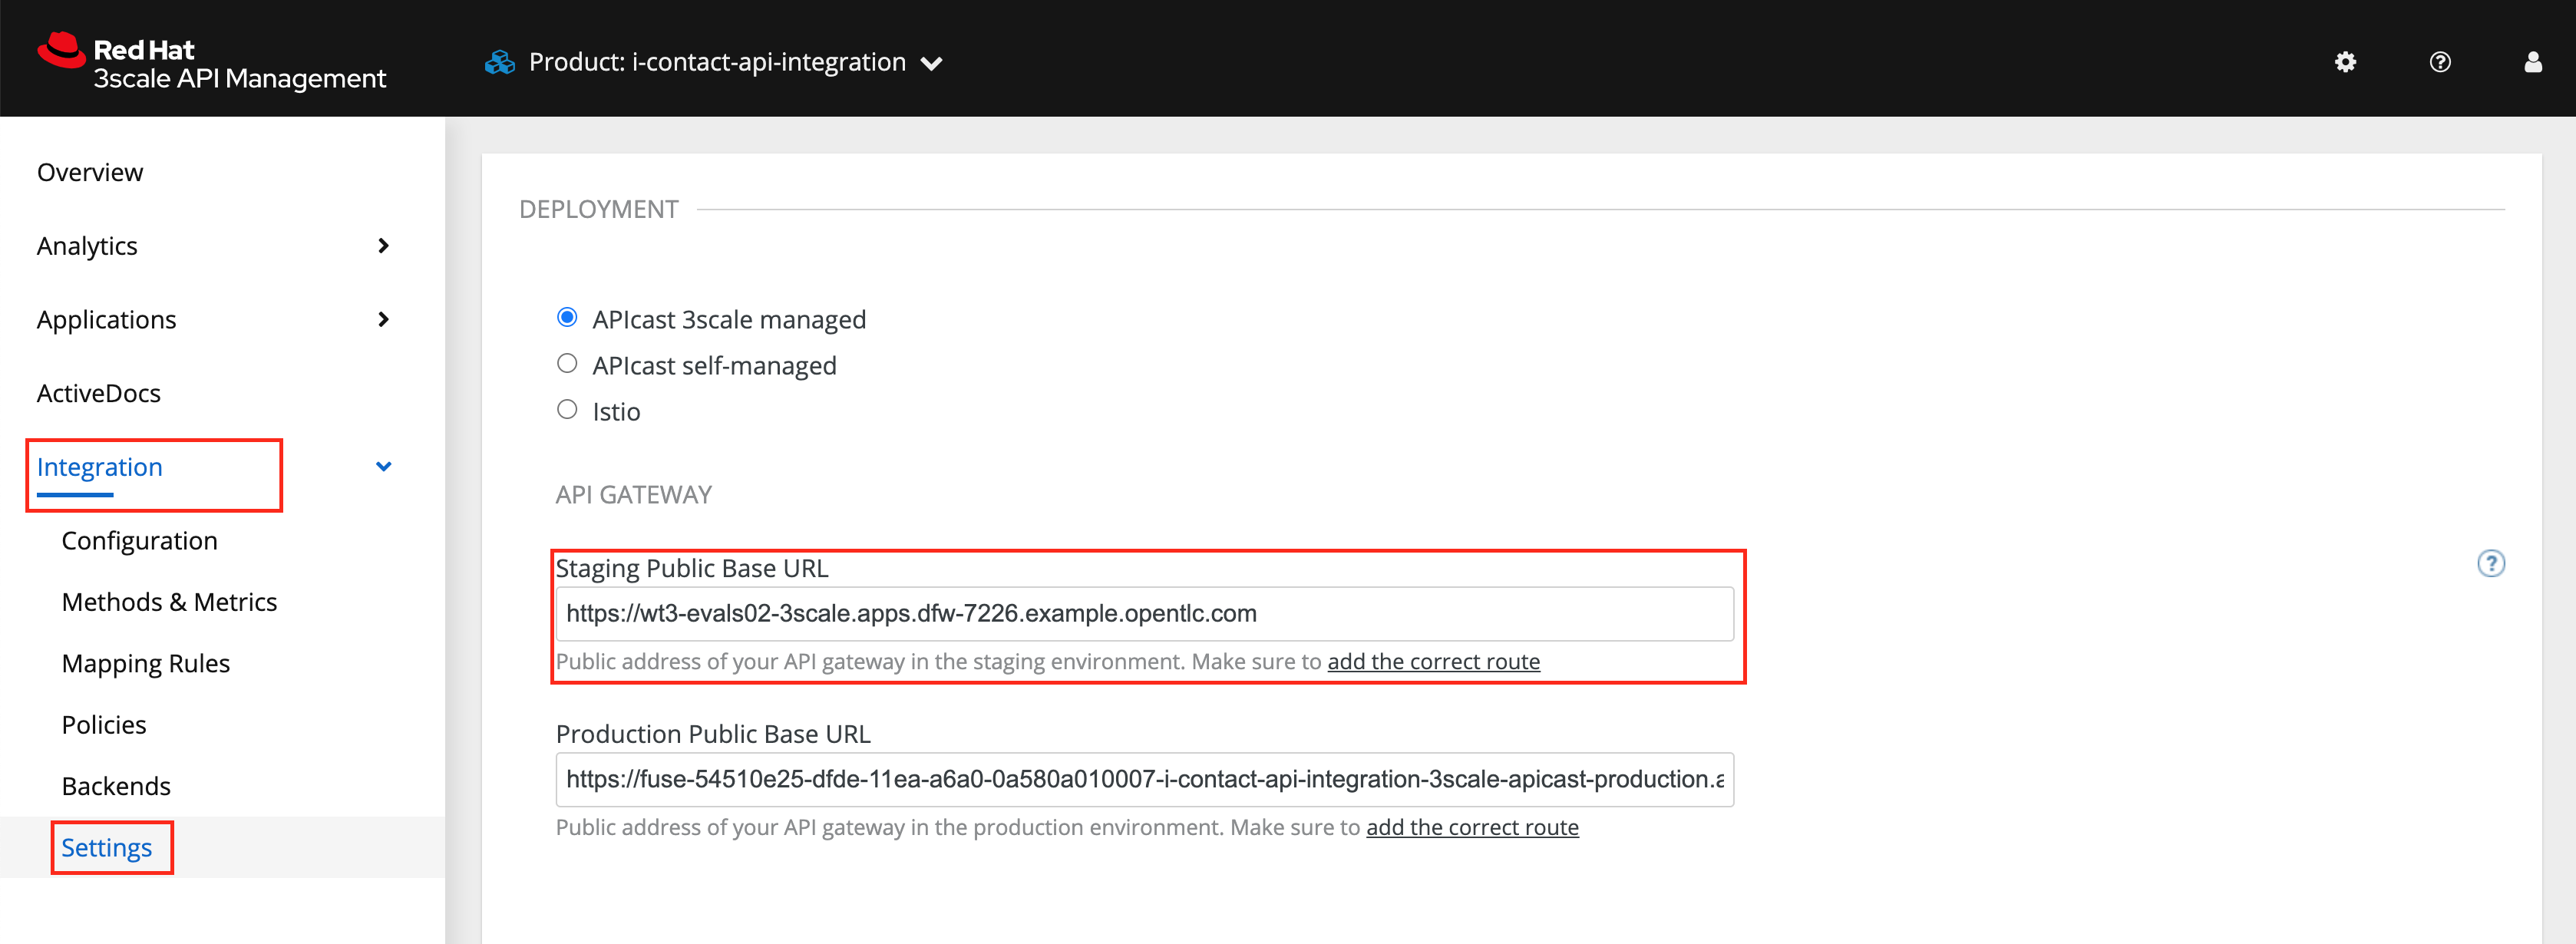 Red Hat
3scale API Management
Product: i-contact-api-integration
Overview
Analytics
Applications
ActiveDocs
Integration
Configuration
Methods & Metrics
Mapping Rules
Policies
Backends
Settings
DEPLOYMENT
APIcast 3scale managed
APIcast self-managed
Istio
API GATEWAY
Staging Public Base URL
https://wt3-evals02-3scale.apps.dfw-7226.example.opentlc.com
Public address of your API gateway in the staging environment. Make sure to add the correct route
Production Public Base URL
https://fuse-54510e25-dfde-11ea-a6a0-0a580a010007-i-contact-api-integration-3scale-apicast-production.a
Public address of your API gateway in the production environment. Make sure to add the correct route